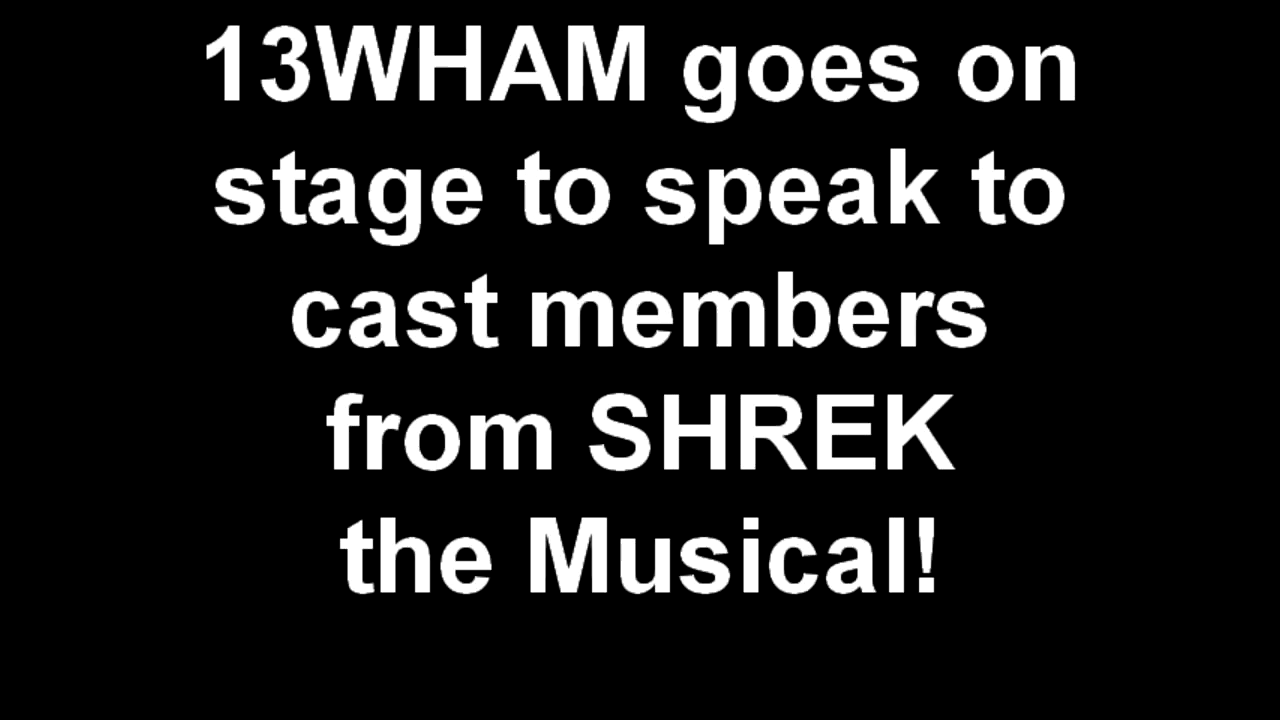 13WHAM goes on
stage to speak to
cast members
from SHREK
the Musical!